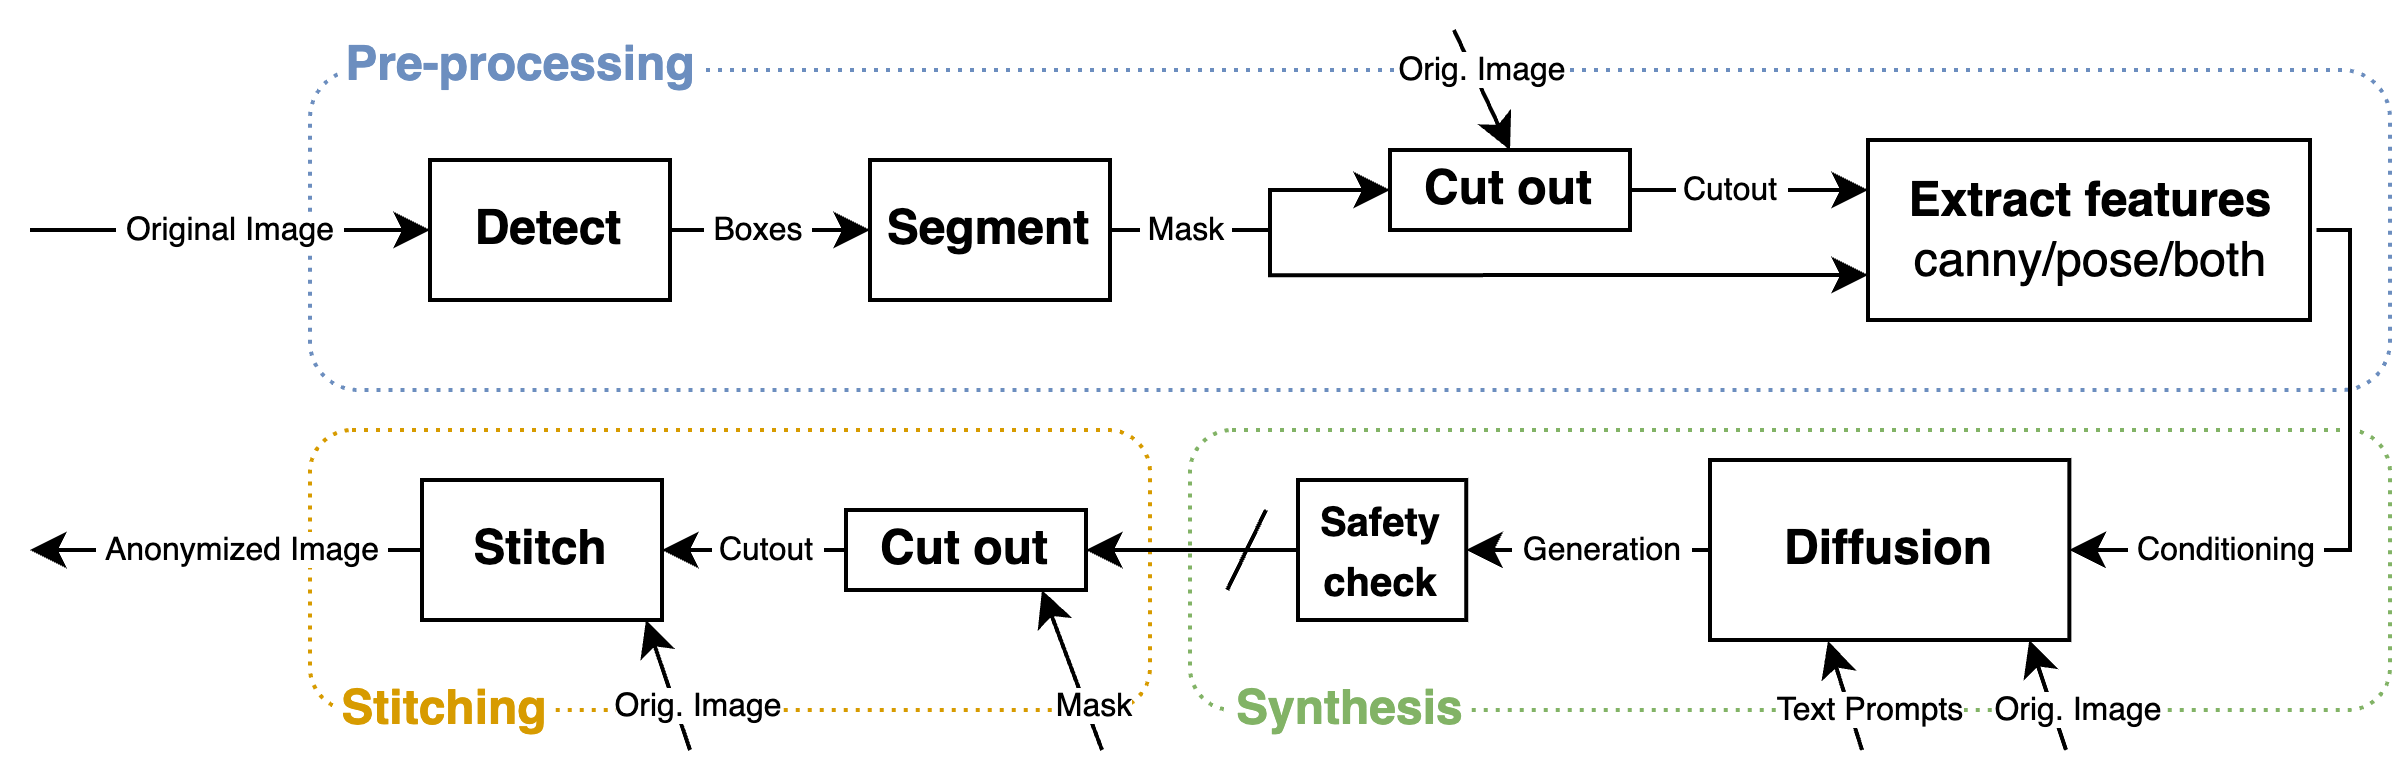 Pre-processing
Orig. Image
Original Image
Detect
Boxes
Segment
Mask
Cut out
Cutout
Extract features
canny/pose/both
Anonymized Image
Stitch
Cutout
Cut out
Safety
check
Generation
Diffusion
Conditioning
Stitching
Orig. Image
Mask
Synthesis
Text Prompts
Orig. Image